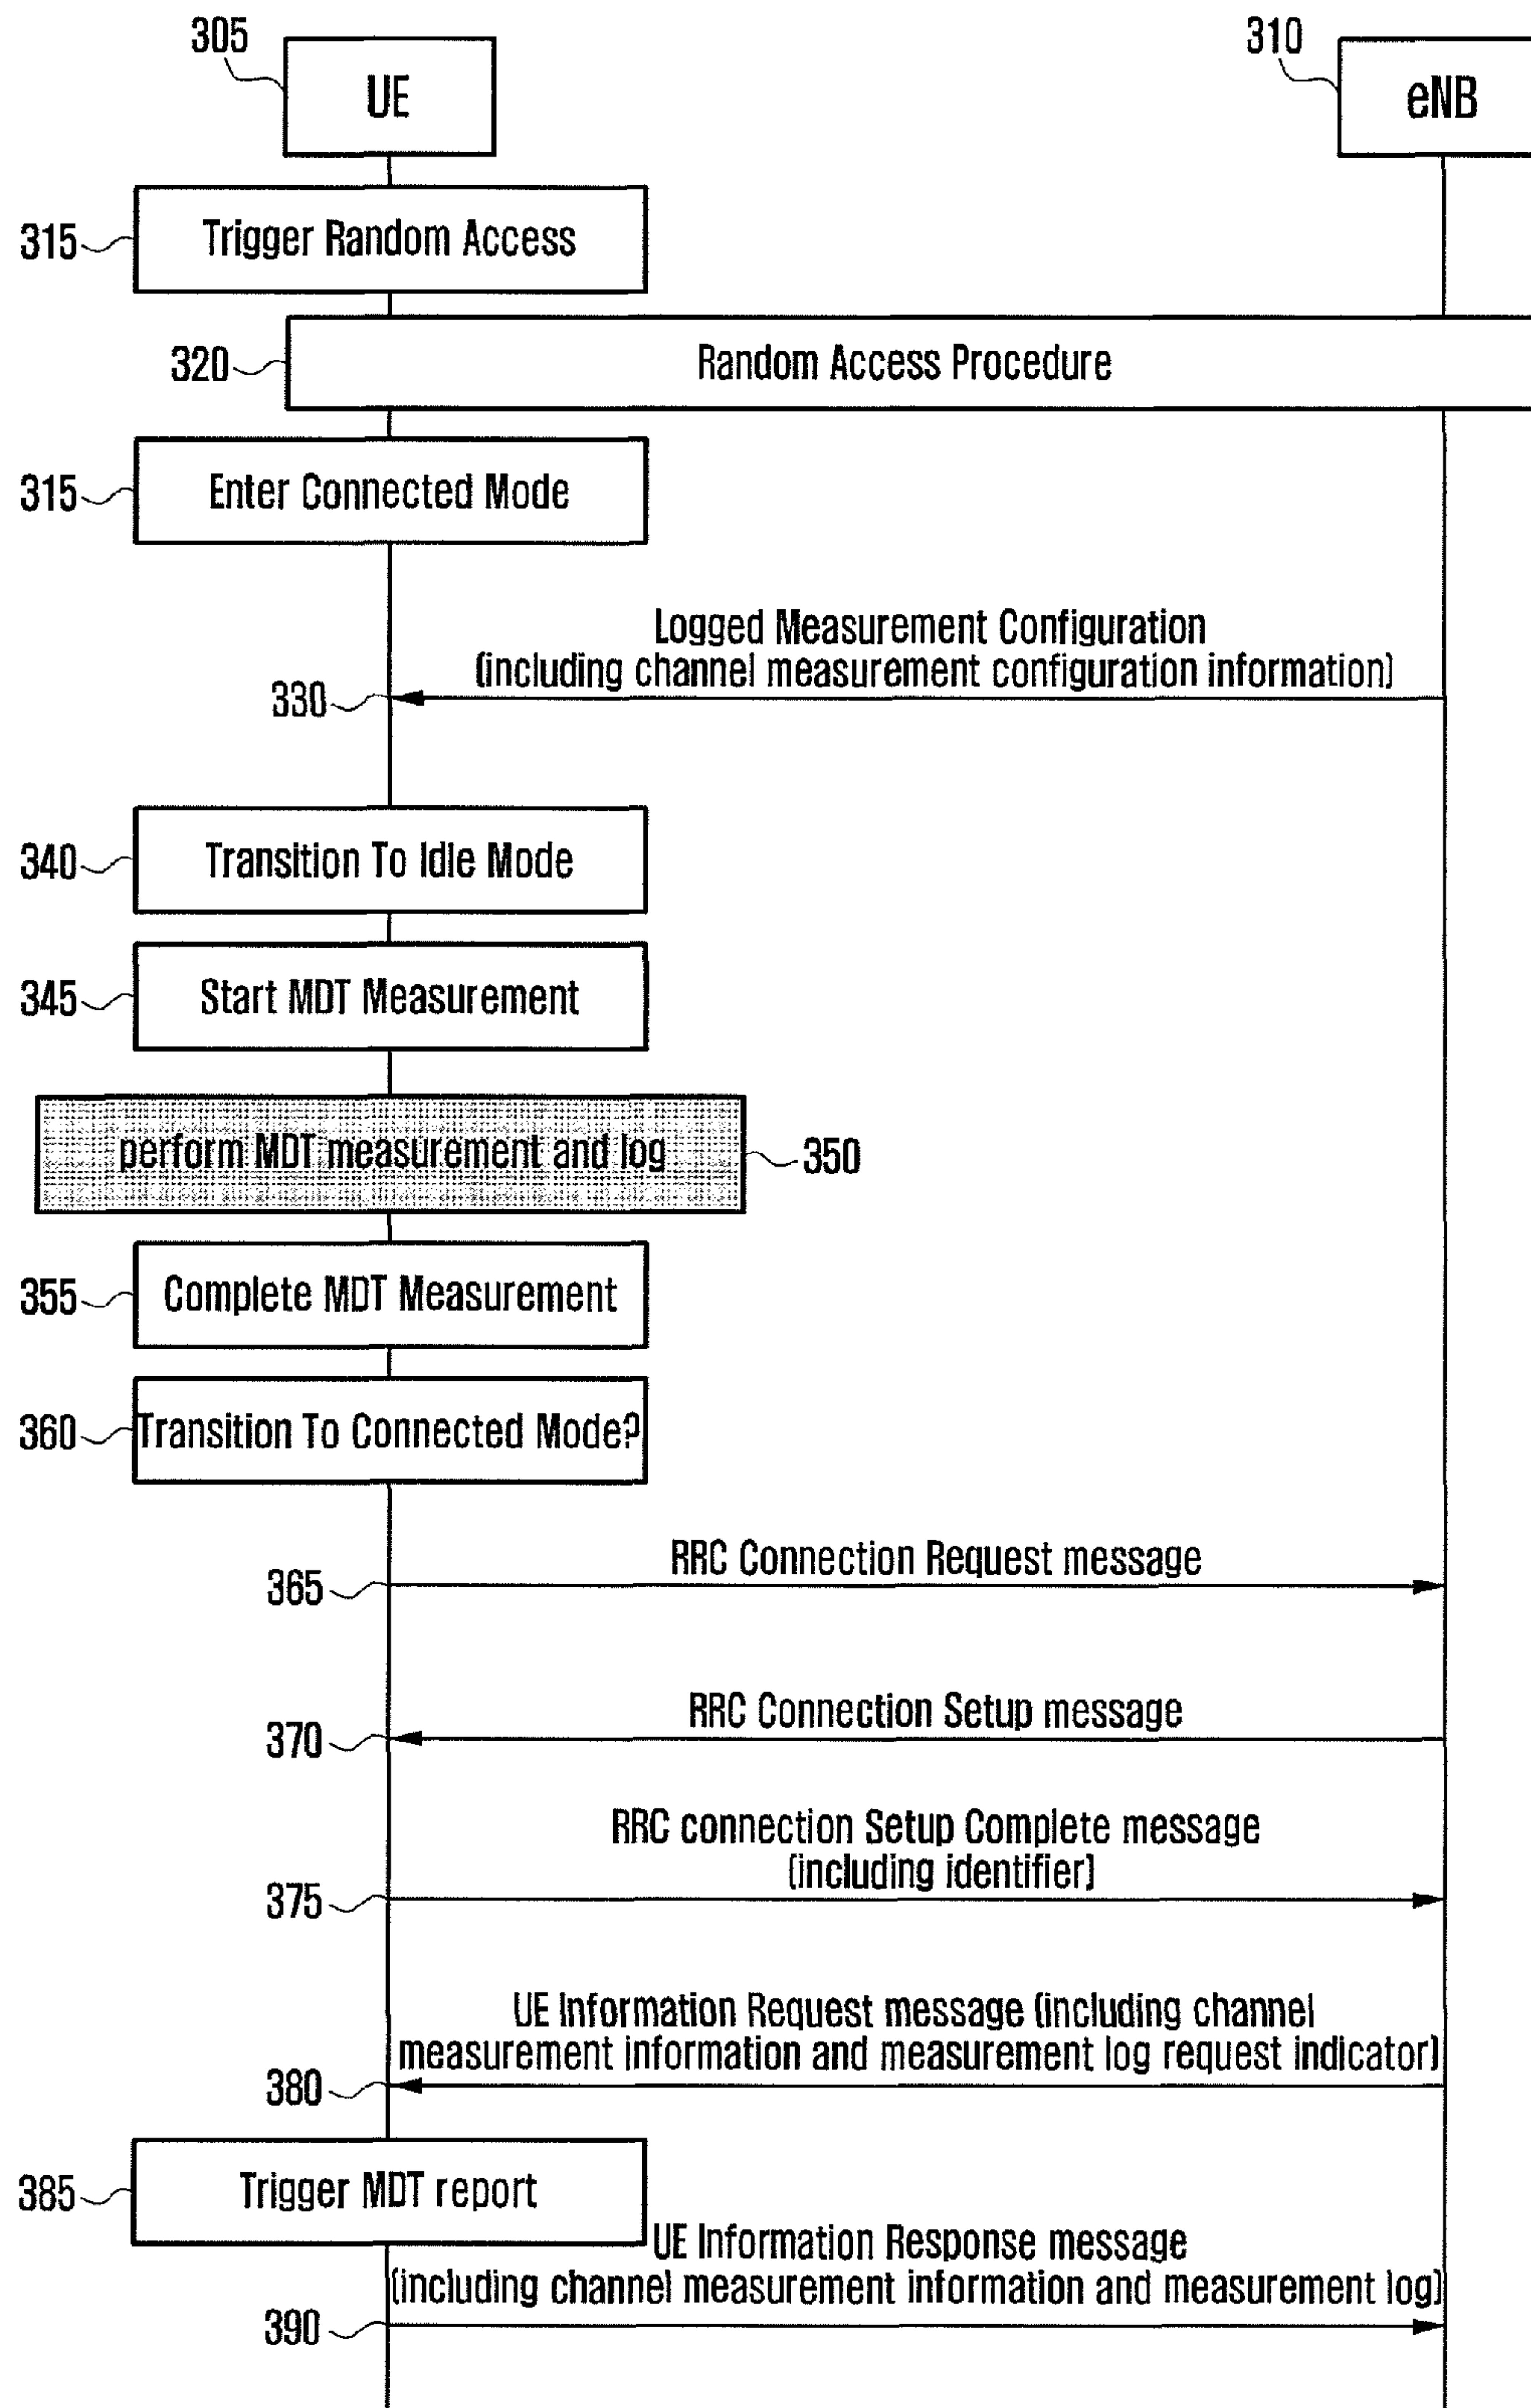 305
UE
310
eNB
315
Trigger Random Access
320
Random Access Procedure
315
Enter Connected Mode
Logged Measurement Configuration
(including channel measurement configuration information)
330
340
Transition To Idle Mode
345
Start MDT Measurement
perform MDT measurement and log
350
355
Complete MDT Measurement
360
Transition To Connected Mode?
RRC Connection Request message
365
RRC Connection Setup message
370
RRC connection Setup Complete message
(including identifier)
375
UE Information Request message (including channel
measurement information and measurement log request indicator)
380
385
Trigger MDT report
UE Information Response message
(including channel measurement information and measurement log)
390